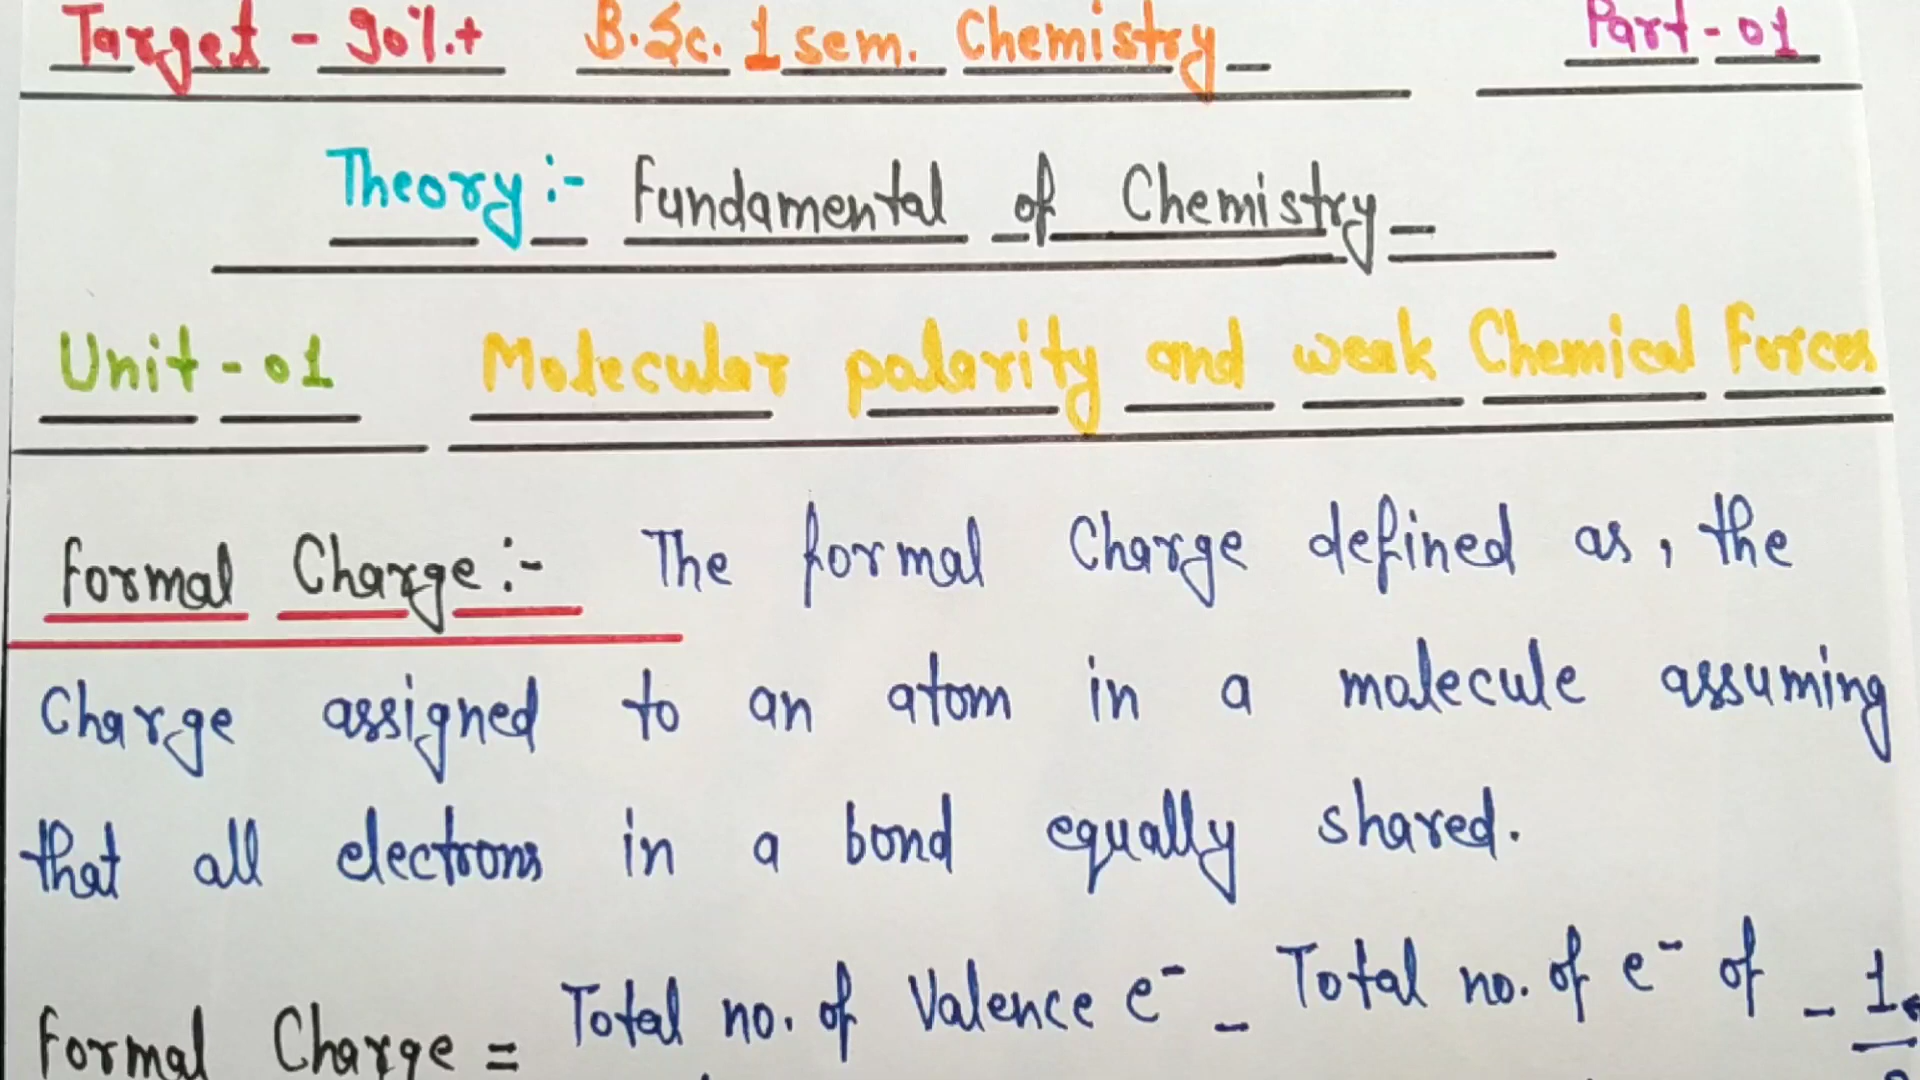 Target - 90%.+ B.Sc. 1 sem. Chemistry - Part-01
Theory:- Fundamental of Chemistry -
Unit-01 Molecular polarity and weak Chemical Forces
Formal Charge:- The formal Charge defined as, the
Charge assigned to an atom in a molecule assuming
that all electrons in a bond equally shared.
Formal Charge = Total no. of Valence e⁻ - Total no. of e⁻ of - 1